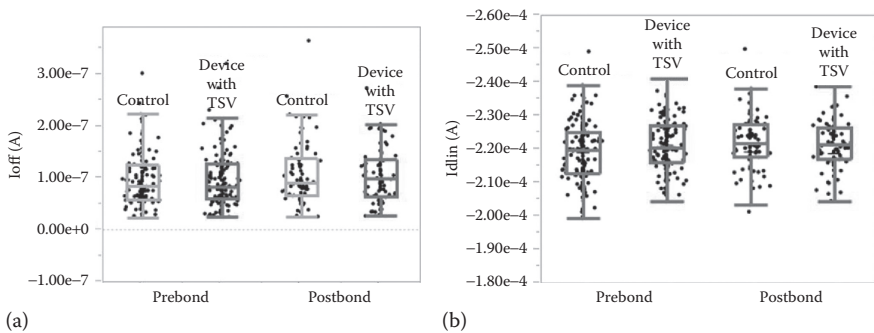 Ioff (A)
3.00e-7
2.00e-7
1.00e-7
0.00e+0
−1.00e-7
Control
Device
with
TSV
Control
Device
with
TSV
Prebond
Postbond
(a)
Idlin (A)
−2.60e-4
−2.50e-4
−2.40e-4
−2.30e-4
−2.20e-4
−2.10e-4
−2.00e-4
−1.90e-4
−1.80e-4
Control
Device
with
TSV
Control
Device
with
TSV
Prebond
Postbond
(b)